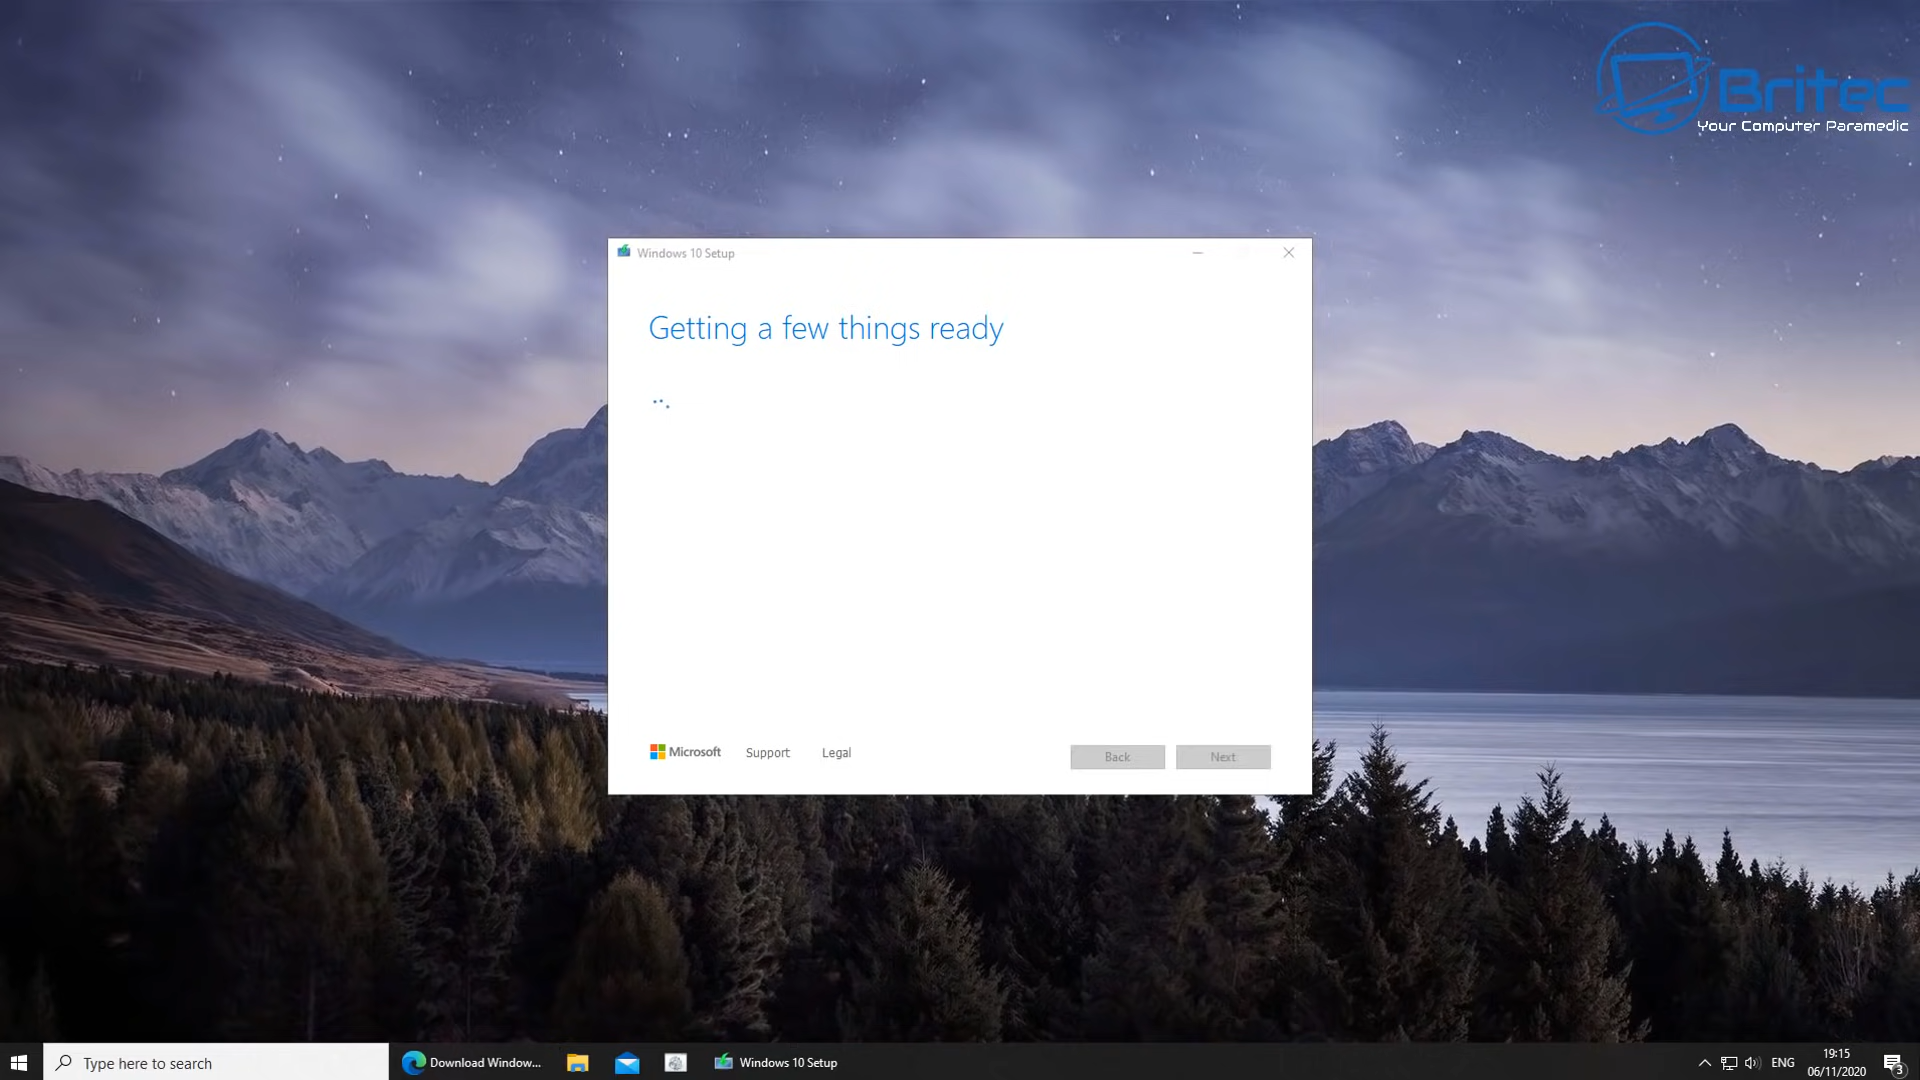 Britec
Your Computer Paramedic
Windows 10 Setup
Getting a few things ready
Microsoft
Support
Legal
Back
Next
Type here to search
Download Window...
Windows 10 Setup
ENG
19:15
06/11/2020
3